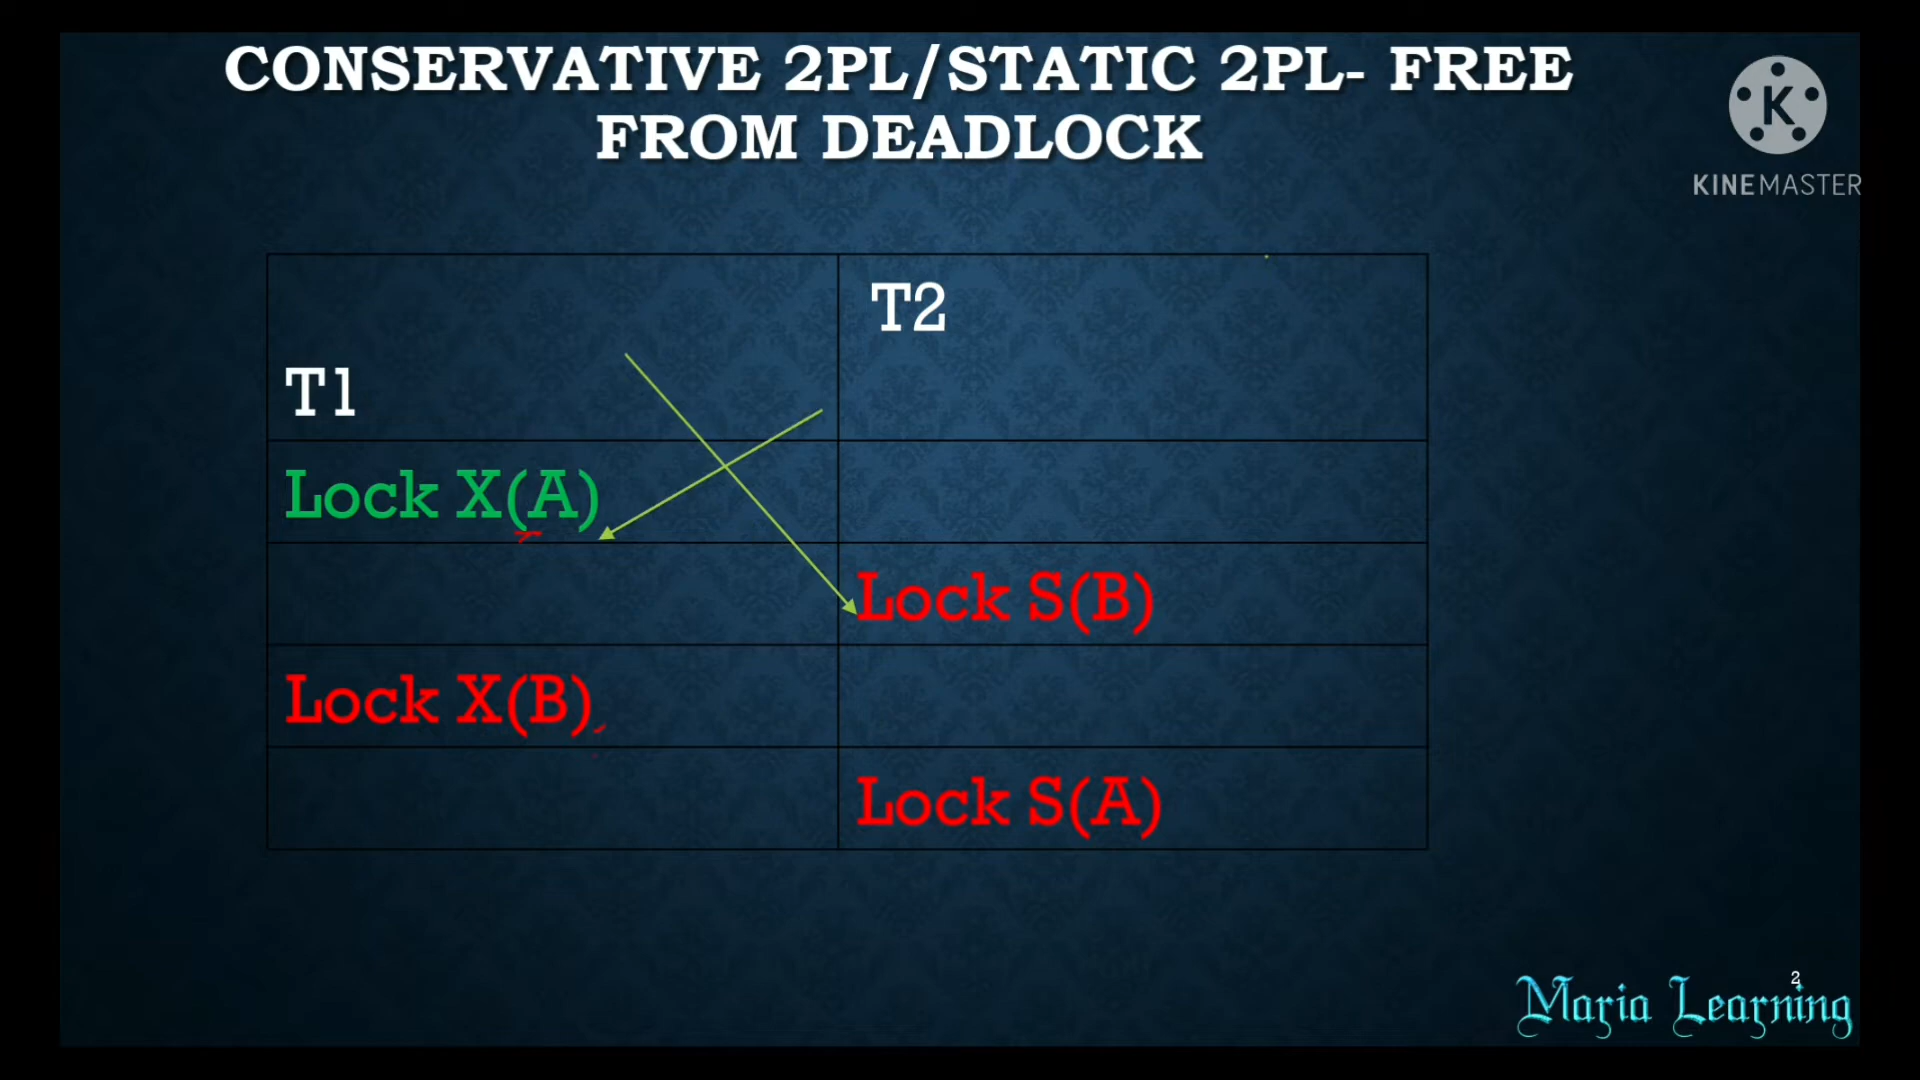 CONSERVATIVE 2PL/STATIC 2PL- FREE
FROM DEADLOCK
K
KINEMASTER
T1
T2
Lock X(A)
Lock S(B)
Lock X(B)
Lock S(A)
2
Maria Learning